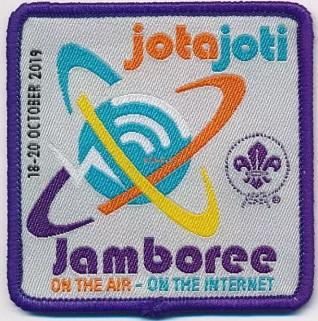 jotajoti
18-20 OCTOBER 2019
®
Jamboree
ON THE AIR - ON THE INTERNET